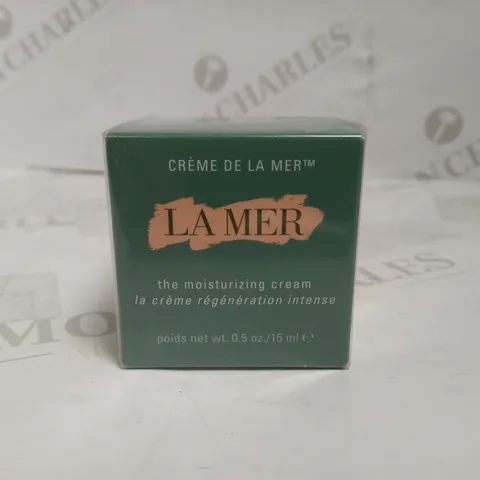 CRÈME DE LA MER™
LA MER
the moisturizing cream
la crème régénération intense
poids net wt. 0.5 oz./15 ml ℮